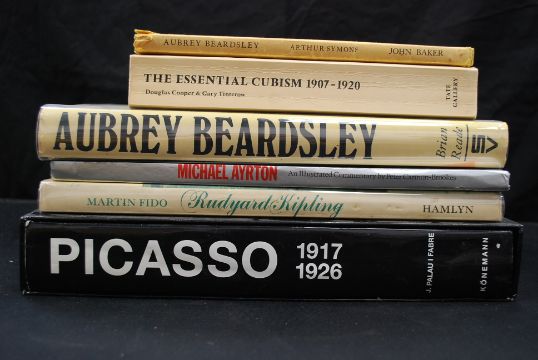 AUBREY BEARDSLEY ARTHUR SYMONS JOHN BAKER
THE ESSENTIAL CUBISM 1907-1920
Douglas Cooper & Gary Tinterow
TATE
GALLERY
AUBREY BEARDSLEY
Brian
Reade
MICHAEL AYRTON An Illustrated Commentary by Peter Cannon-Brookes
MARTIN FIDO Rudyard Kipling HAMLYN
PICASSO 1917
1926
J. PALAU I FABRE
KÖNEMANN